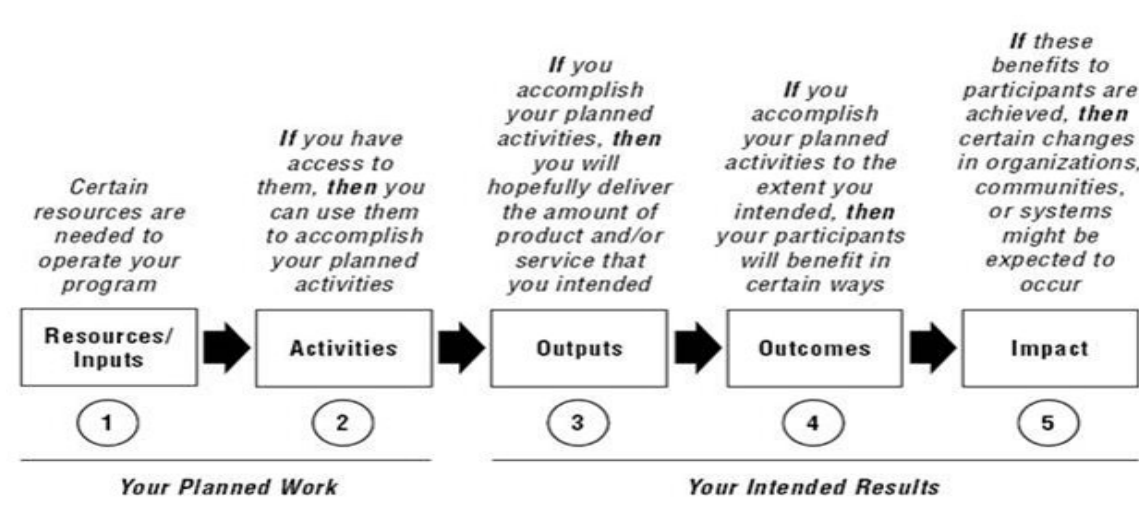 Certain
resources are
needed to
operate your
program
If you have
access to
them, then you
can use them
to accomplish
your planned
activities
If you
accomplish
your planned
activities, then
you will
hopefully deliver
the amount of
product and/or
service that
you intended
If you
accomplish
your planned
activities to the
extent you
intended, then
your participants
will benefit in
certain ways
If these
benefits to
participants are
achieved, then
certain changes
in organizations,
communities,
or systems
might be
expected to
occur
Resources/
Inputs
Activities
Outputs
Outcomes
Impact
1
2
3
4
5
Your Planned Work
Your Intended Results